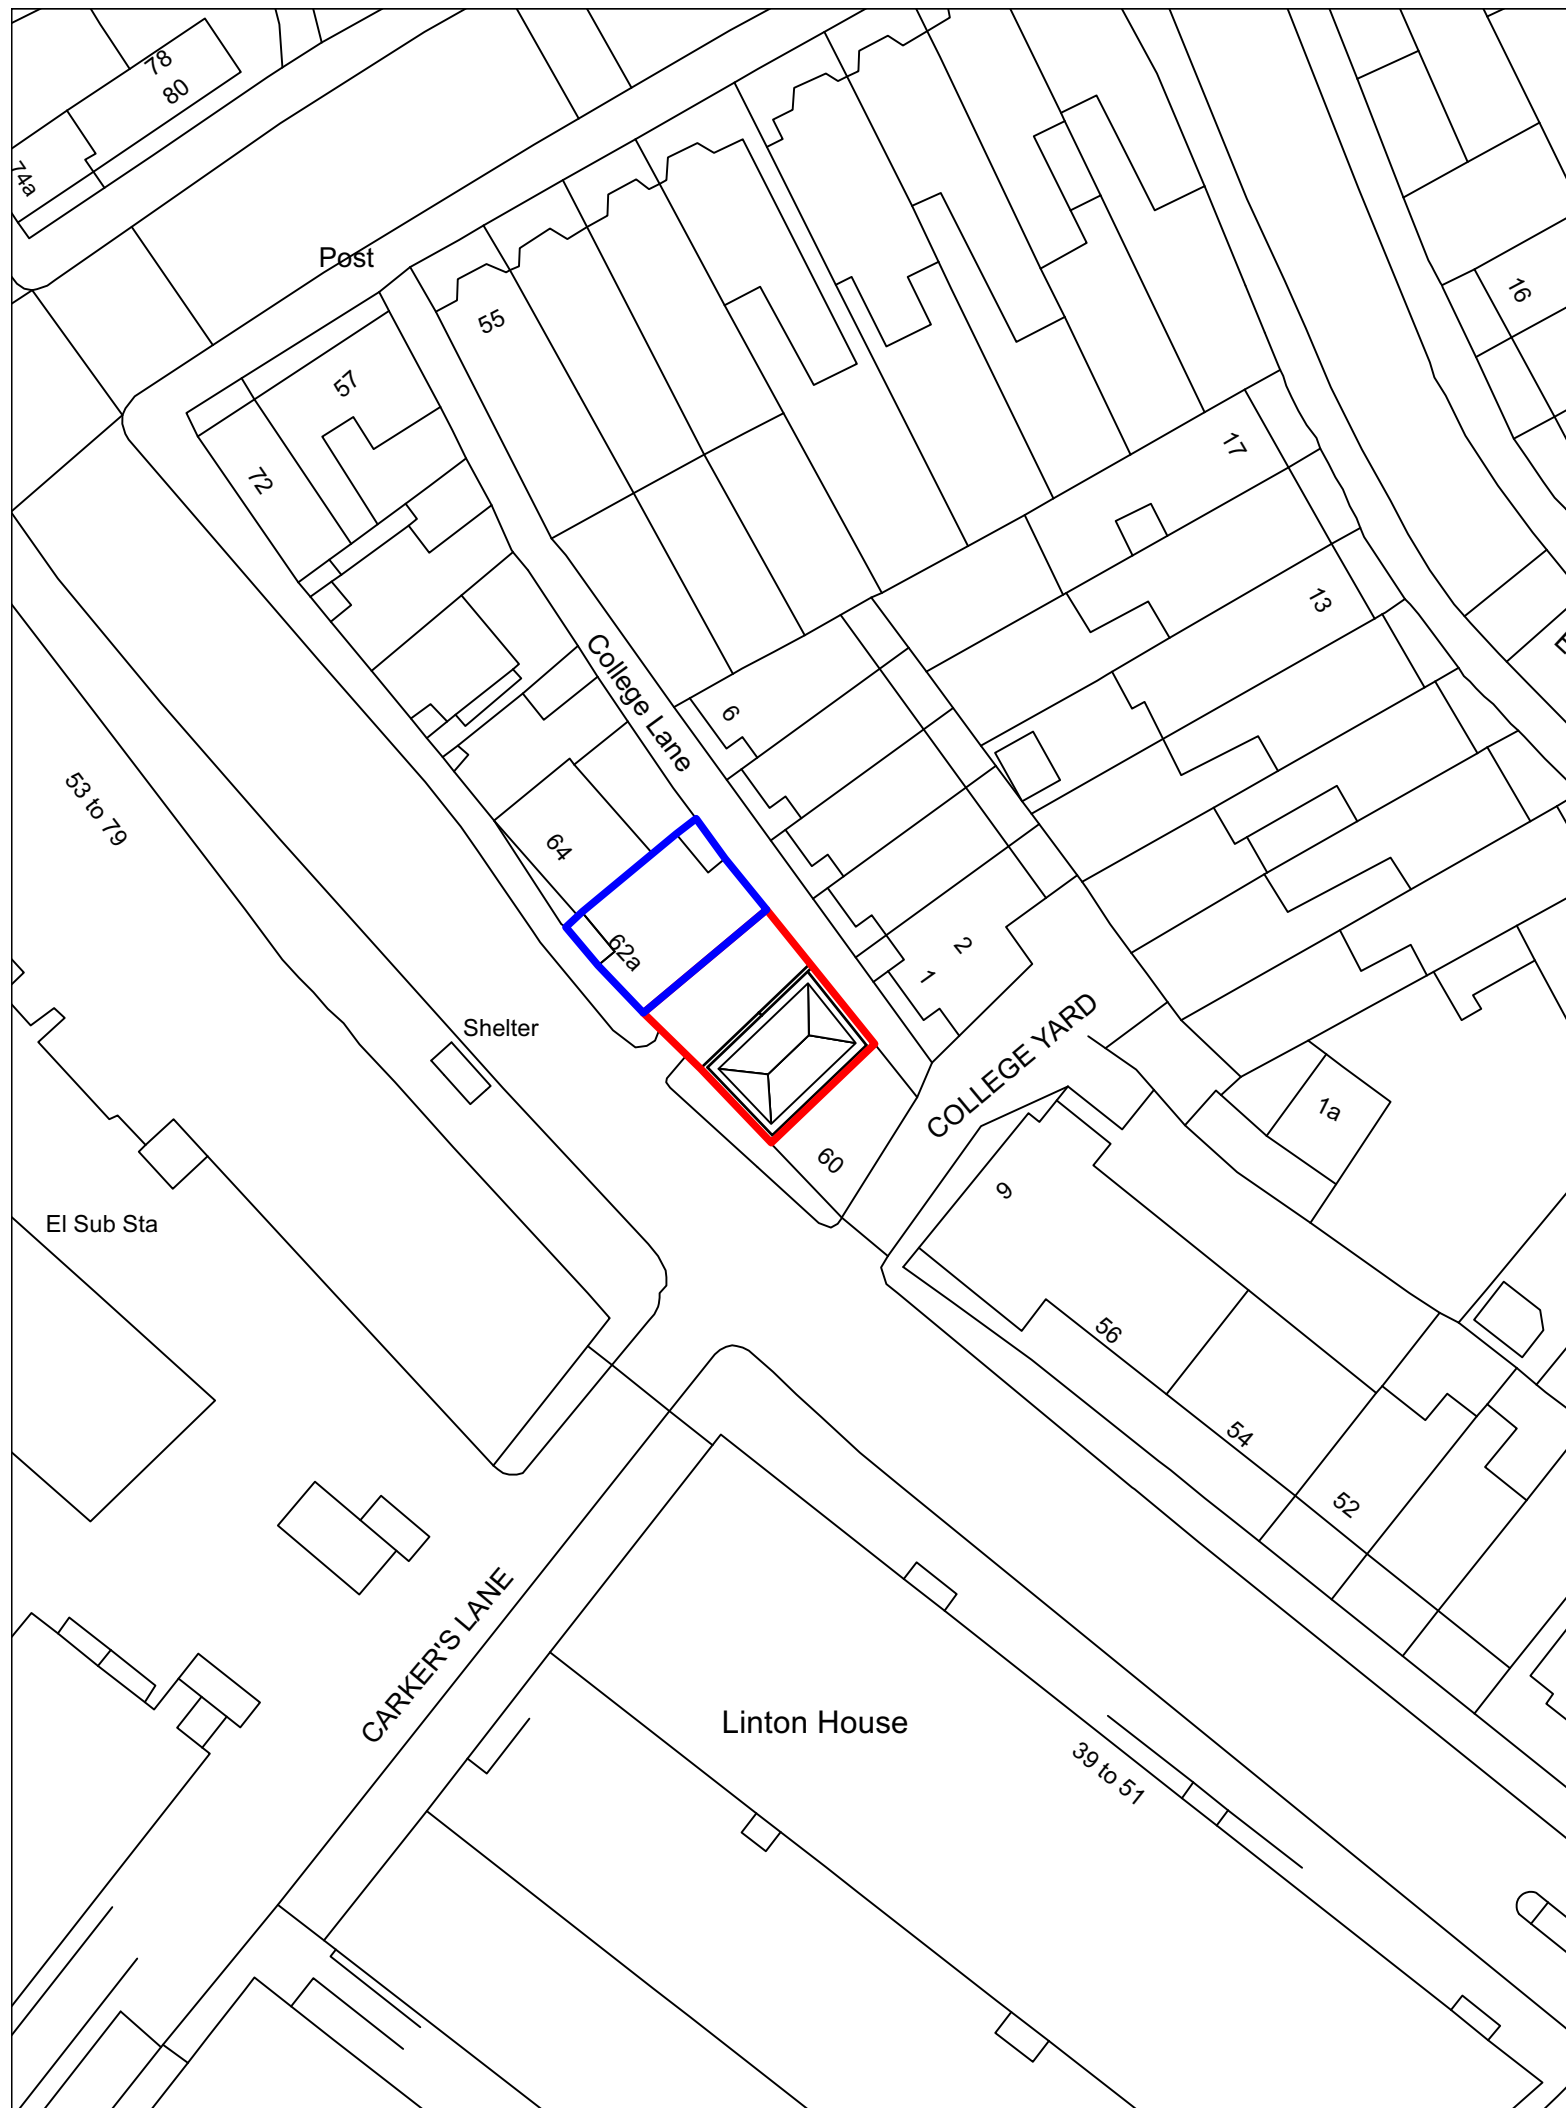 78
80
74a
Post
16
55
57
17
72
13
College Lane
6
53 to 79
64
62a
2
1
Shelter
COLLEGE YARD
1a
60
9
El Sub Sta
56
54
52
CARKER'S LANE
Linton House
39 to 51